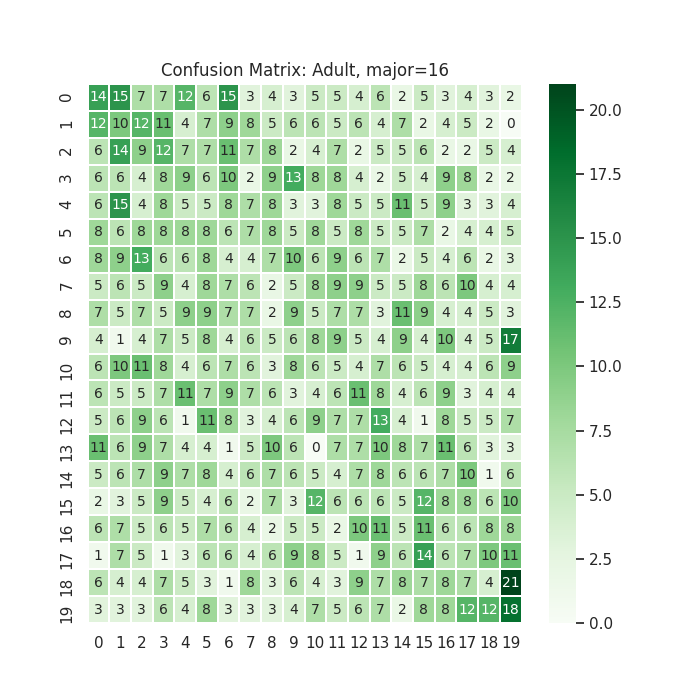 Confusion Matrix: Adult, major=16
0 14 15 7 7 12 6 15 3 4 3 5 5 4 6 2 5 3 4 3 2
1 12 10 12 11 4 7 9 8 5 6 6 5 6 4 7 2 4 5 2 0
2 6 14 9 12 7 7 11 7 8 2 4 7 2 5 5 6 2 2 5 4
3 6 6 4 8 9 6 10 2 9 13 8 8 4 2 5 4 9 8 2 2
4 6 15 4 8 5 5 8 7 8 3 3 8 5 5 11 5 9 3 3 4
5 8 6 8 8 8 8 6 7 8 5 8 5 8 5 5 7 2 4 4 5
6 8 9 13 6 6 8 4 4 7 10 6 9 6 7 2 5 4 6 2 3
7 5 6 5 9 4 8 7 6 2 5 8 9 9 5 5 8 6 10 4 4
8 7 5 7 5 9 9 7 7 2 9 5 7 7 3 11 9 4 4 5 3
9 4 1 4 7 5 8 4 6 5 6 8 9 5 4 9 4 10 4 5 17
10 6 10 11 8 4 6 7 6 3 8 6 5 4 7 6 5 4 4 6 9
11 6 5 5 7 11 7 9 7 6 3 4 6 11 8 4 6 9 3 4 4
12 5 6 9 6 1 11 8 3 4 6 9 7 7 13 4 1 8 5 5 7
13 11 6 9 7 4 4 1 5 10 6 0 7 7 10 8 7 11 6 3 3
14 5 6 7 9 7 8 4 6 7 6 5 4 7 8 6 6 7 10 1 6
15 2 3 5 9 5 4 6 2 7 3 12 6 6 6 5 12 8 8 6 10
16 6 7 5 6 5 7 6 4 2 5 5 2 10 11 5 11 6 6 8 8
17 1 7 5 1 3 6 6 4 6 9 8 5 1 9 6 14 6 7 10 11
18 6 4 4 7 5 3 1 8 3 6 4 3 9 7 8 7 8 7 4 21
19 3 3 3 6 4 8 3 3 3 4 7 5 6 7 2 8 8 12 12 18
0 1 2 3 4 5 6 7 8 9 10 11 12 13 14 15 16 17 18 19
20.0
17.5
15.0
12.5
10.0
7.5
5.0
2.5
0.0